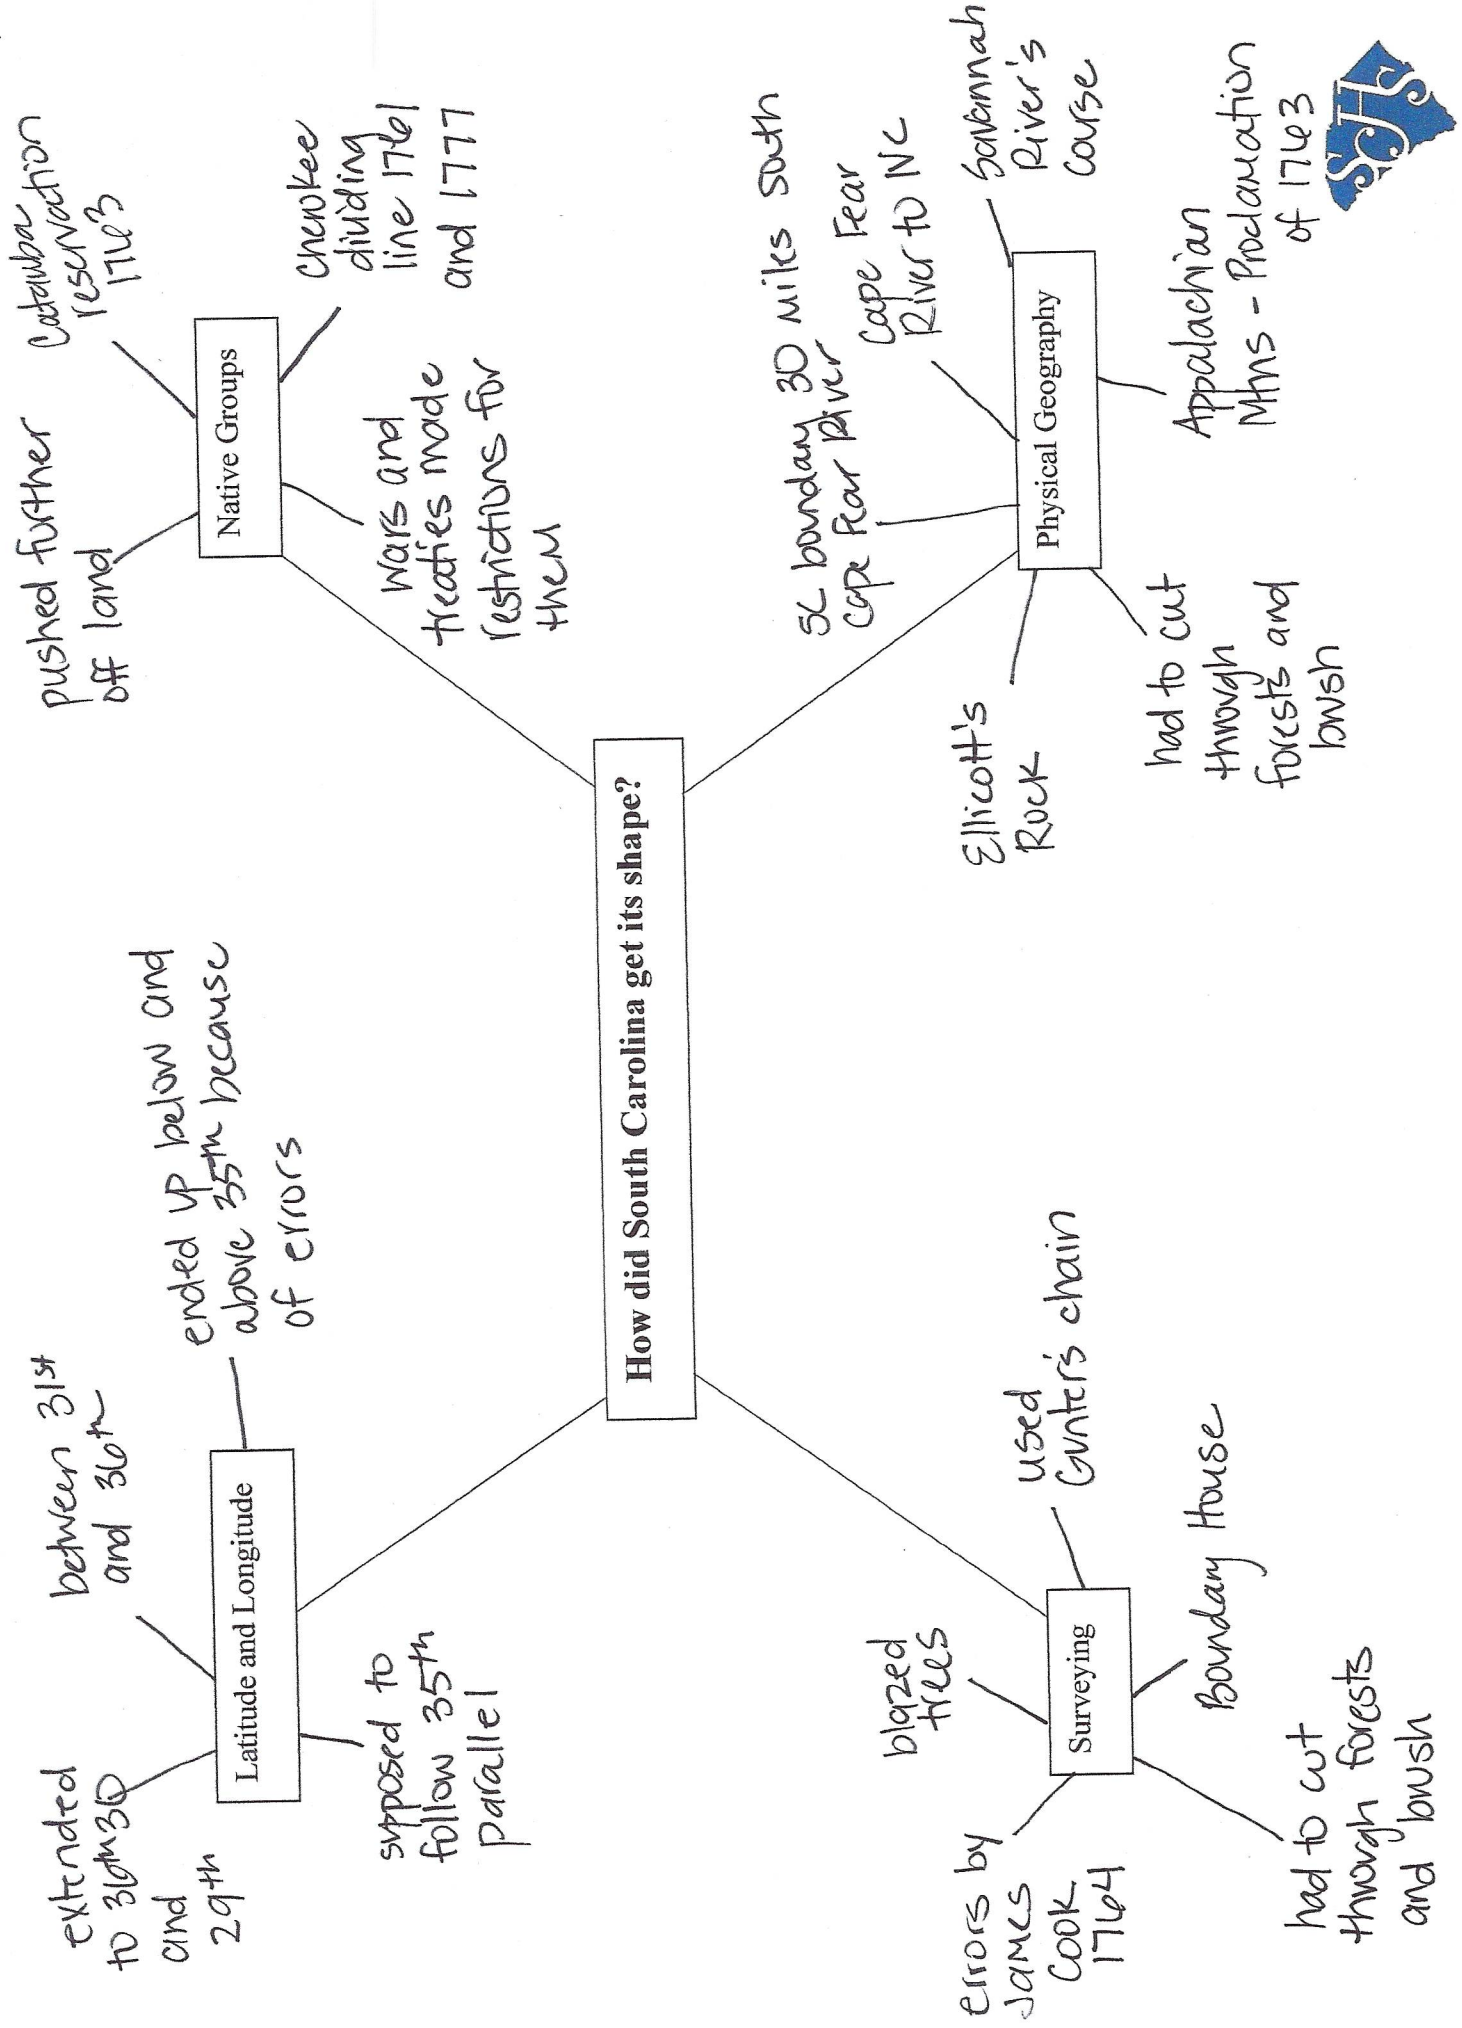 extended
to 36th30
and
29th
between 31st
and 36th
ended up below and
above 35th because
of errors
Latitude and Longitude
supposed to
follow 35th
parallel
pushed further
off land
Catawba
reservation
1763
Native Groups
Cherokee
dividing
line 1761
and 1777
wars and
treaties made
restrictions for
them
How did South Carolina get its shape?
blazed
trees
used
Gunter's chain
errors by
James
Cook
1764
Surveying
Boundary House
had to cut
through forests
and brush
SC boundary 30 miles south
Cape Fear River
Cape Fear
River to NC
Savannah
River's
course
Ellicott's
Rock
Physical Geography
had to cut
through
forests and
brush
Appalachian
Mtns - Proclamation
of 1763
SCHS